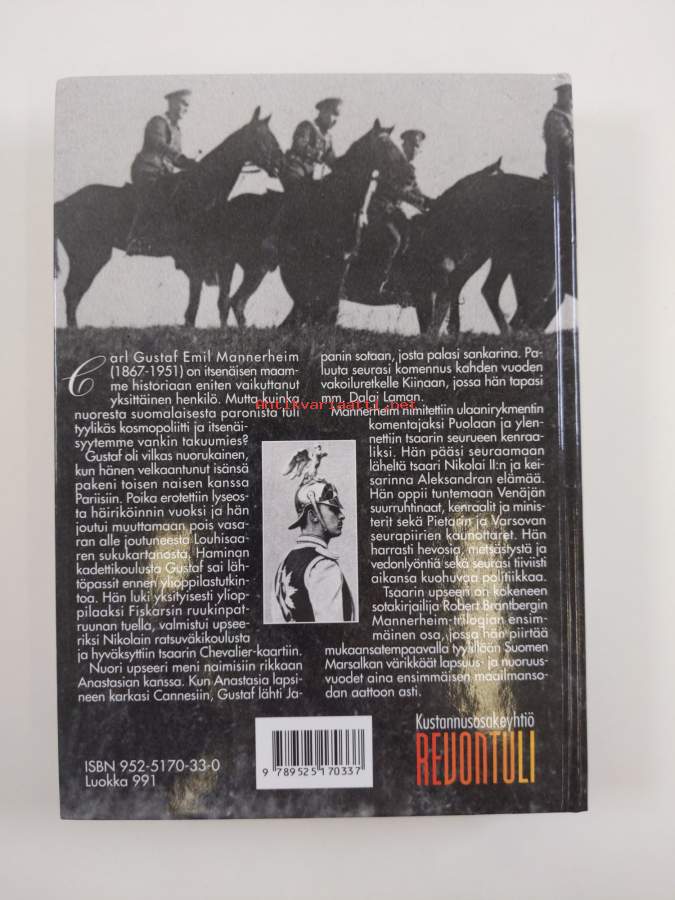 Carl Gustaf Emil Mannerheim
(1867-1951) on itsenäisen maam-
me historiaan eniten vaikuttanut
yksittäinen henkilö. Mutta kuinka
nuoresta suomalaisesta paronista tuli
tyylikäs kosmopoliitti ja itsenäi-
syytemme vankin takuumies?
Gustaf oli vilkas nuorukainen,
kun hänen velkaantunut isänsä
pakeni toisen naisen kanssa
Pariisiin. Poika erotettiin lyseos-
ta häiriköinnin vuoksi ja hän
joutui muuttamaan pois vasa-
ran alle joutuneesta Louhisaa-
ren sukukartanosta. Haminan
kadettikoulusta Gustaf sai läh-
töpassit ennen ylioppilastutkin-
toa. Hän luki yksityisesti yliop-
pilaaksi Fiskarsin ruukinpat-
ruunan tuella, valmistui upsee-
riksi Nikolain ratsuväkikoulusta
ja hyväksyttiin tsaarin Chevalier-kaartiin.
Nuori upseeri meni naimisiin rikkaan
Anastasian kanssa. Kun Anastasia lapsi-
neen karkasi Cannesiin, Gustaf lähti Ja-
panin sotaan, josta palasi sankarina. Pa-
luuta seurasi komennus kahden vuoden
vakoiluretkelle Kiinaan, jossa hän tapasi
mm. Dalai Laman.
Mannerheim nimitettiin ulaanirykmentin
komentajaksi Puolaan ja ylen-
nettiin tsaarin seurueen kenraa-
liksi. Hän pääsi seuraamaan
läheltä tsaari Nikolai II:n ja kei-
sarinna Aleksandran elämää.
Hän oppii tuntemaan Venäjän
suurruhtinaat, kenraalit ja minis-
terit sekä Pietarin ja Varsovan
seurapiirien kaunottaret. Hän
harrasti hevosia, metsästystä ja
vedonlyöntiä sekä seurasi tiiviisti
aikansa kuohuvaa politiikkaa.
Tsaarin upseeri on kokeneen
sotakirjailija Robert Brantbergin
Mannerheim-trilogian ensim-
mäinen osa, jossa hän piirtää
mukaansatempaavalla tyylillään Suomen
Marsalkan värikkäät lapsuus- ja nuoruus-
vuodet aina ensimmäisen maailmanso-
dan aattoon asti.
Antikvariaatti.net
ISBN 952-5170-33-0
Luokka 991
9 789525 170337
Kustannusosakeyhtiö
REVONTULI